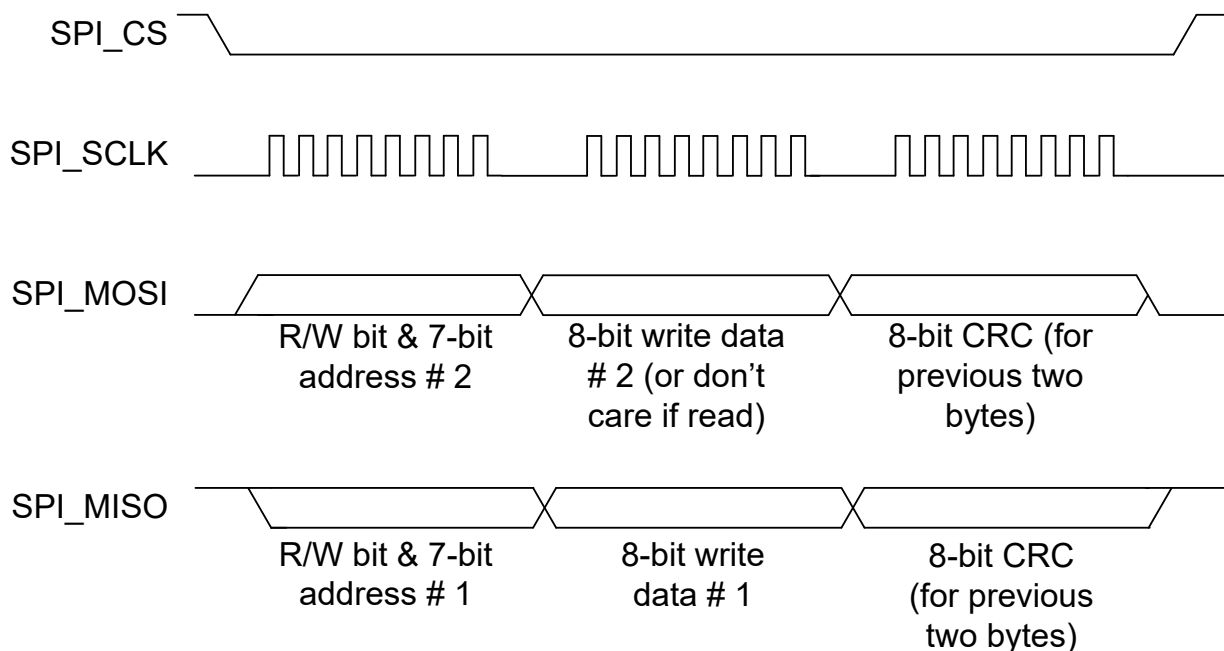 SPI_CS
SPI_SCLK
SPI_MOSI
R/W bit & 7-bit
address # 2
8-bit write data
# 2 (or don’t
care if read)
8-bit CRC (for
previous two
bytes)
SPI_MISO
R/W bit & 7-bit
address # 1
8-bit write
data # 1
8-bit CRC
(for previous
two bytes)